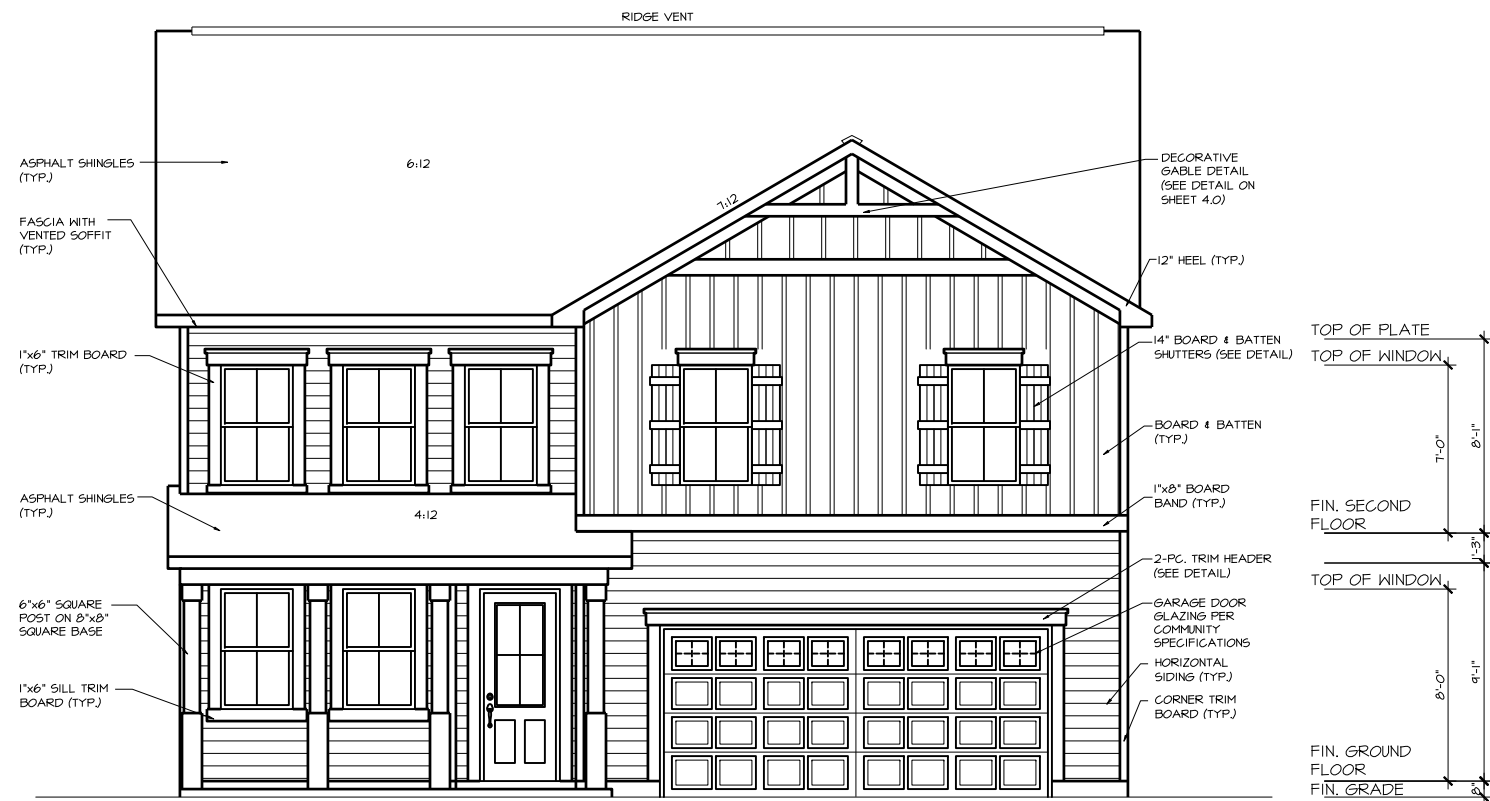 RIDGE VENT
ASPHALT SHINGLES
(TYP.)
6:12
7:12
DECORATIVE
GABLE DETAIL
(SEE DETAIL ON
SHEET 4.0)
FASCIA WITH
VENTED SOFFIT
(TYP.)
12" HEEL (TYP.)
1"x6" TRIM BOARD
(TYP.)
14" BOARD & BATTEN
SHUTTERS (SEE DETAIL)
TOP OF PLATE
TOP OF WINDOW
BOARD & BATTEN
(TYP.)
7'-0"
8'-1"
ASPHALT SHINGLES
(TYP.)
4:12
1"x8" BOARD
BAND (TYP.)
FIN. SECOND
FLOOR
1'-3"
2-PC. TRIM HEADER
(SEE DETAIL)
TOP OF WINDOW
6"x6" SQUARE
POST ON 8"x8"
SQUARE BASE
GARAGE DOOR
GLAZING PER
COMMUNITY
SPECIFICATIONS
HORIZONTAL
SIDING (TYP.)
8'-0"
9'-1"
1"x6" SILL TRIM
BOARD (TYP.)
CORNER TRIM
BOARD (TYP.)
FIN. GROUND
FLOOR
FIN. GRADE
8"